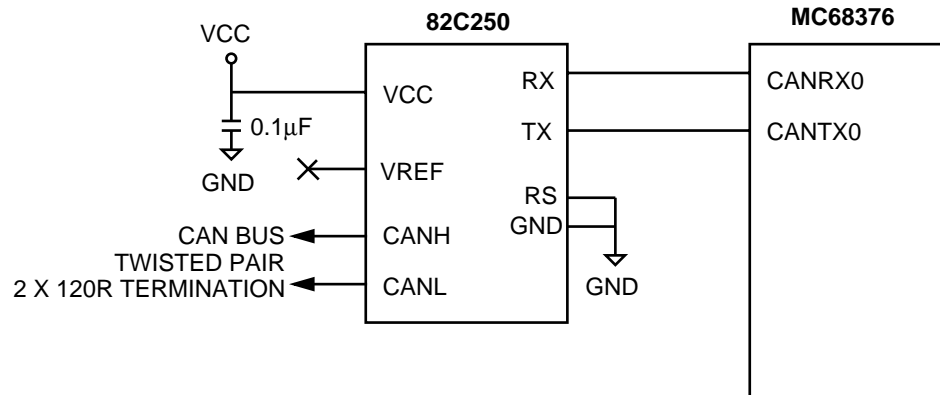 82C250
MC68376
VCC
VCC
0.1μF
GND
VREF
CAN BUS
TWISTED PAIR
2 X 120R TERMINATION
CANH
CANL
RX
TX
RS
GND
GND
CANRX0
CANTX0